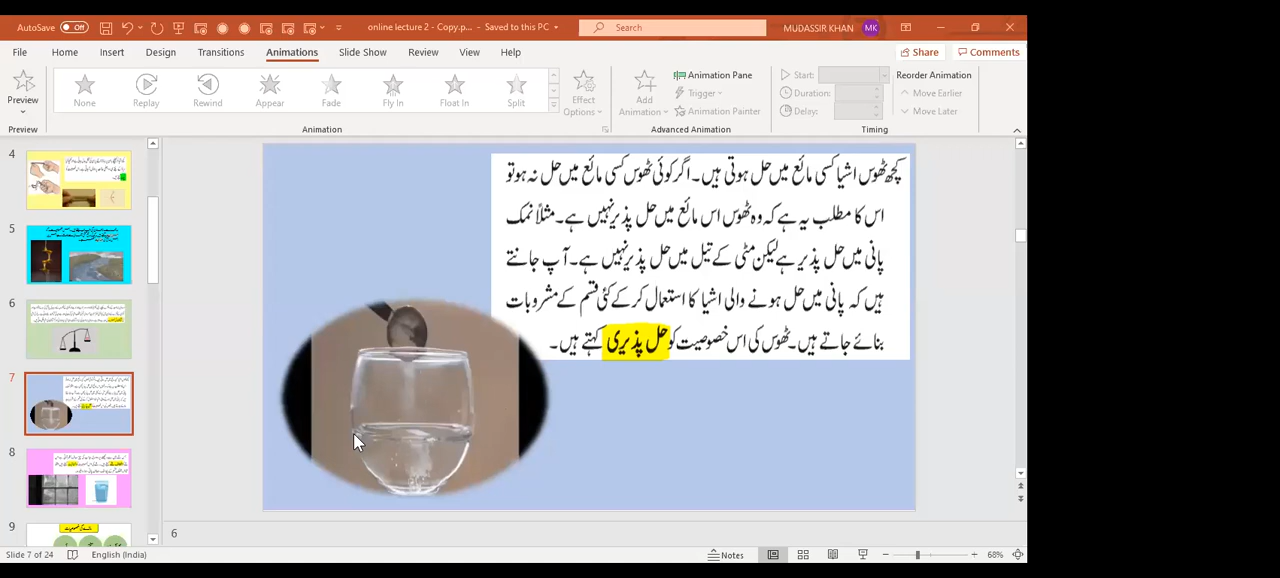 AutoSave Off online lecture 2 - Copy.p... - Saved to this PC Search MUDASSIR KHAN MK
File Home Insert Design Transitions Animations Slide Show Review View Help Share Comments
Preview None Replay Rewind Appear Fade Fly In Float In Split Effect Options Add Animation Animation Pane Trigger Animation Painter Start: Duration: Delay: Reorder Animation Move Earlier Move Later
Preview Animation Advanced Animation Timing
4
5
6
7
8
9
کچھ ٹھوس اشیا کسی مائع میں حل ہوتی ہیں۔ اگر کوئی ٹھوس کسی مائع میں حل نہ ہو تو
اس کا مطلب یہ ہے کہ وہ ٹھوس اس مائع میں حل پذیر نہیں ہے۔ مثلاً نمک
پانی میں حل پذیر ہے لیکن مٹی کے تیل میں حل پذیر نہیں ہے۔ آپ جانتے
ہیں کہ پانی میں حل ہونے والی اشیا کا استعمال کر کے کئی قسم کے مشروبات
بنائے جاتے ہیں۔ ٹھوس کی اس خصوصیت کو حل پذیری کہتے ہیں۔
6
Slide 7 of 24 English (India) Notes 68%